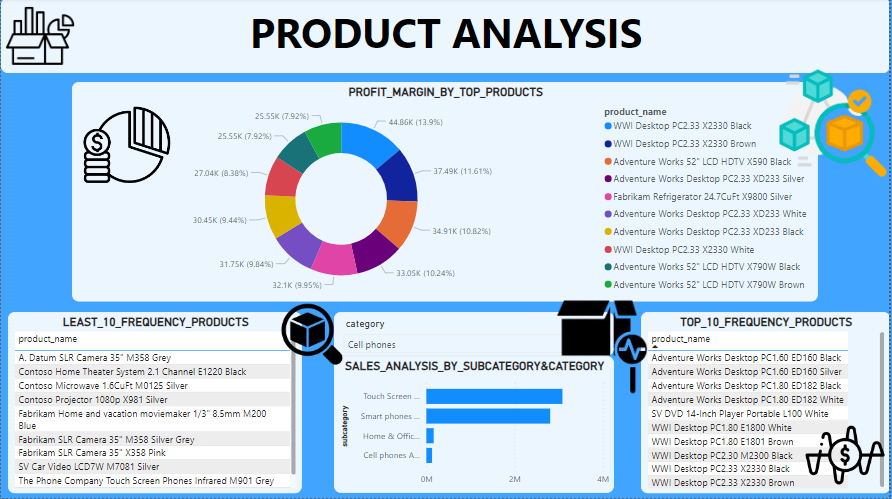 PRODUCT ANALYSIS
PROFIT_MARGIN_BY_TOP_PRODUCTS
44.86K (13.9%)
37.49K (11.61%)
34.91K (10.82%)
33.05K (10.24%)
32.1K (9.95%)
31.75K (9.84%)
30.45K (9.44%)
27.04K (8.38%)
25.55K (7.92%)
25.55K (7.92%)
product_name
WWI Desktop PC2.33 X2330 Black
WWI Desktop PC2.33 X2330 Brown
Adventure Works 52" LCD HDTV X590 Black
Adventure Works Desktop PC2.33 XD233 Silver
Fabrikam Refrigerator 24.7CuFt X9800 Silver
Adventure Works Desktop PC2.33 XD233 White
Adventure Works Desktop PC2.33 XD233 Black
WWI Desktop PC2.33 X2330 White
Adventure Works 52" LCD HDTV X790W Black
Adventure Works 52" LCD HDTV X790W Brown
LEAST_10_FREQUENCY_PRODUCTS
product_name
A. Datum SLR Camera 35" M358 Grey
Contoso Home Theater System 2.1 Channel E1220 Black
Contoso Microwave 1.6CuFt M0125 Silver
Contoso Projector 1080p X981 Silver
Fabrikam Home and vacation moviemaker 1/3" 8.5mm M200
Blue
Fabrikam SLR Camera 35" M358 Silver Grey
Fabrikam SLR Camera 35" X358 Pink
SV Car Video LCD7W M7081 Silver
The Phone Company Touch Screen Phones Infrared M901 Grey
category
Cell phones
SALES_ANALYSIS_BY_SUBCATEGORY&CATEGORY
subcategory
Touch Screen ...
Smart phones ...
Home & Offic...
Cell phones A...
0M
2M
4M
TOP_10_FREQUENCY_PRODUCTS
product_name
Adventure Works Desktop PC1.60 ED160 Black
Adventure Works Desktop PC1.60 ED160 Silver
Adventure Works Desktop PC1.80 ED182 Black
Adventure Works Desktop PC1.80 ED182 White
SV DVD 14-Inch Player Portable L100 White
WWI Desktop PC1.80 E1800 White
WWI Desktop PC1.80 E1801 Brown
WWI Desktop PC2.30 M2300 Black
WWI Desktop PC2.33 X2330 Black
WWI Desktop PC2.33 X2330 Brown